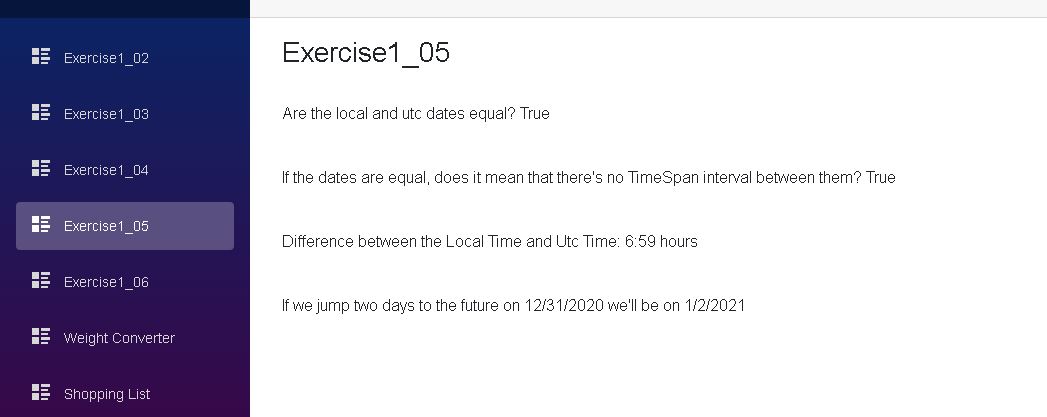 Exercise1_02
Exercise1_03
Exercise1_04
Exercise1_05
Exercise1_06
Weight Converter
Shopping List
Exercise1_05
Are the local and utc dates equal? True
If the dates are equal, does it mean that there's no TimeSpan interval between them? True
Difference between the Local Time and Utc Time: 6:59 hours
If we jump two days to the future on 12/31/2020 we'll be on 1/2/2021